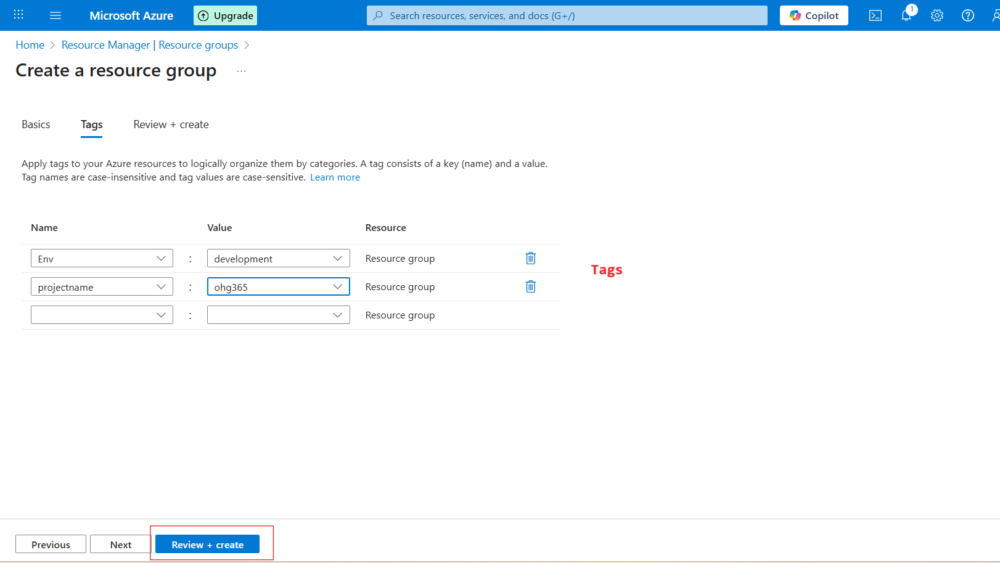 Microsoft Azure
Upgrade
Search resources, services, and docs (G+/)
Copilot
1
Home
Resource Manager | Resource groups
Create a resource group
...
Basics
Tags
Review + create
Apply tags to your Azure resources to logically organize them by categories. A tag consists of a key (name) and a value.
Tag names are case-insensitive and tag values are case-sensitive. Learn more
Name
Value
Resource
Env
:
development
Resource group
projectname
:
ohg365
Resource group
:
Resource group
Tags
Previous
Next
Review + create